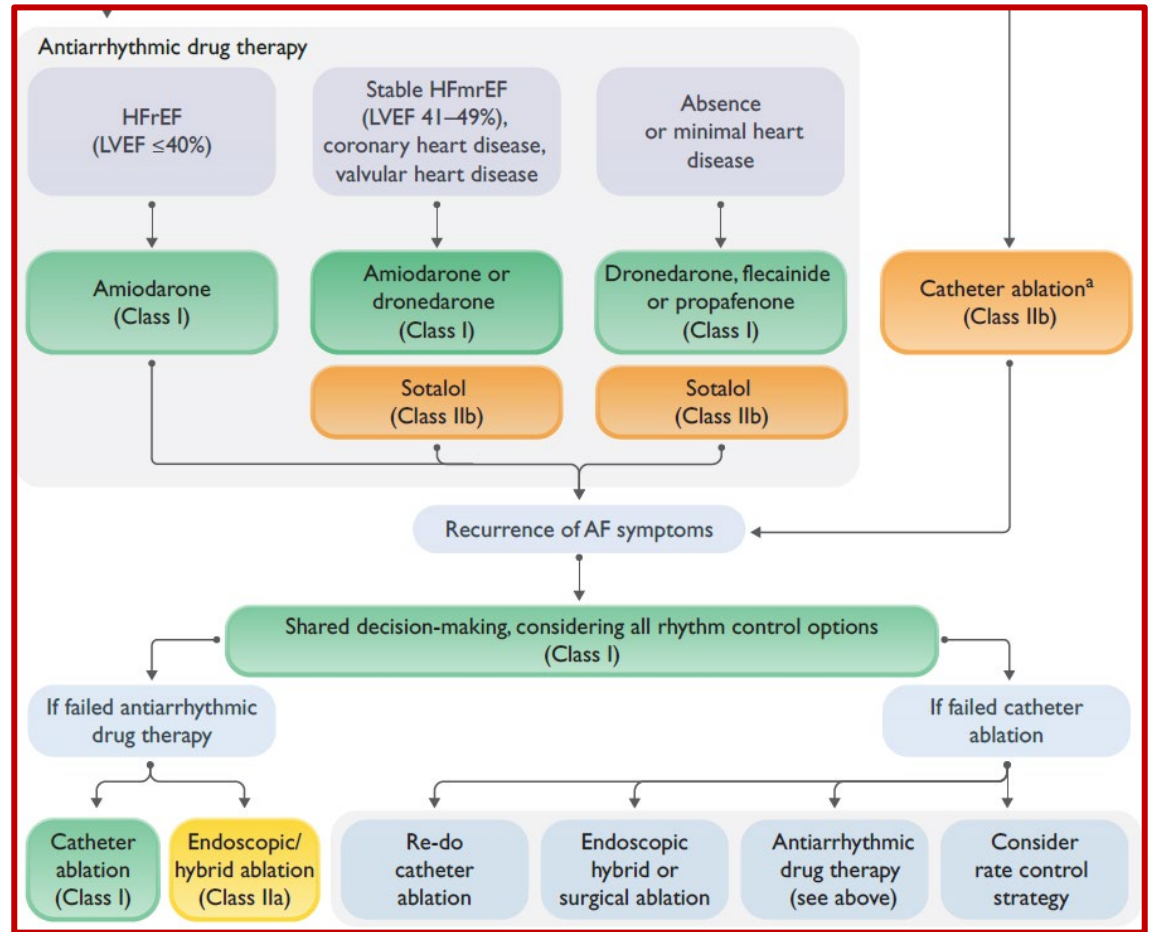 Antiarrhythmic drug therapy
HFrEF
(LVEF ≤40%)
Stable HFmrEF
(LVEF 41–49%),
coronary heart disease,
valvular heart disease
Absence
or minimal heart
disease
Amiodarone
(Class I)
Amiodarone or
dronedarone
(Class I)
Dronedarone, flecainide
or propafenone
(Class I)
Catheter ablationᵃ
(Class IIb)
Sotalol
(Class IIb)
Sotalol
(Class IIb)
Recurrence of AF symptoms
Shared decision-making, considering all rhythm control options
(Class I)
If failed antiarrhythmic
drug therapy
If failed catheter
ablation
Catheter
ablation
(Class I)
Endoscopic/
hybrid ablation
(Class IIa)
Re-do
catheter
ablation
Endoscopic
hybrid or
surgical ablation
Antiarrhythmic
drug therapy
(see above)
Consider
rate control
strategy